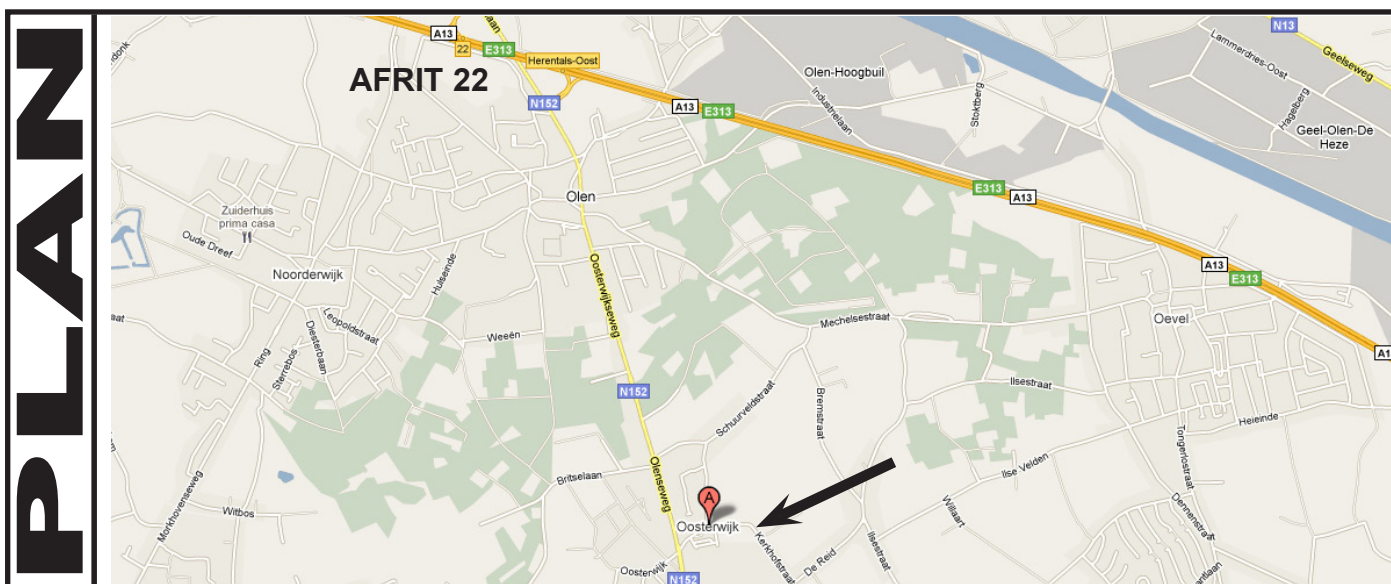 PLAN
AFRIT 22
A13
22
E313
Herentals-Oost
N152
A13
E313
Olen-Hoogbuil
Industrielaan
Stoktberg
N13
Geelseweg
Lammerdries-Oost
Hagelberg
Geel-Olen-De
Heze
E313
A13
A13
E313
Olen
Zuiderhuis
prima casa
Oude Dreef
Noorderwijk
Hulseinde
Oosterwijkseweg
Leopoldstraat
Diesterbaan
Ring
Sterrebos
Weeën
Mechelsestraat
Oevel
N152
Schuurveldstraat
Bremstraat
Ilsestraat
Heieinde
Tongerlostraat
Ilse Velden
Britselaan
Olenseweg
A
Oosterwijk
Kerkhofstraat
De Reid
Ilsestraat
Willaart
Dennenstraat
Morkhovenseweg
Witbos
Oosterwijk
N152